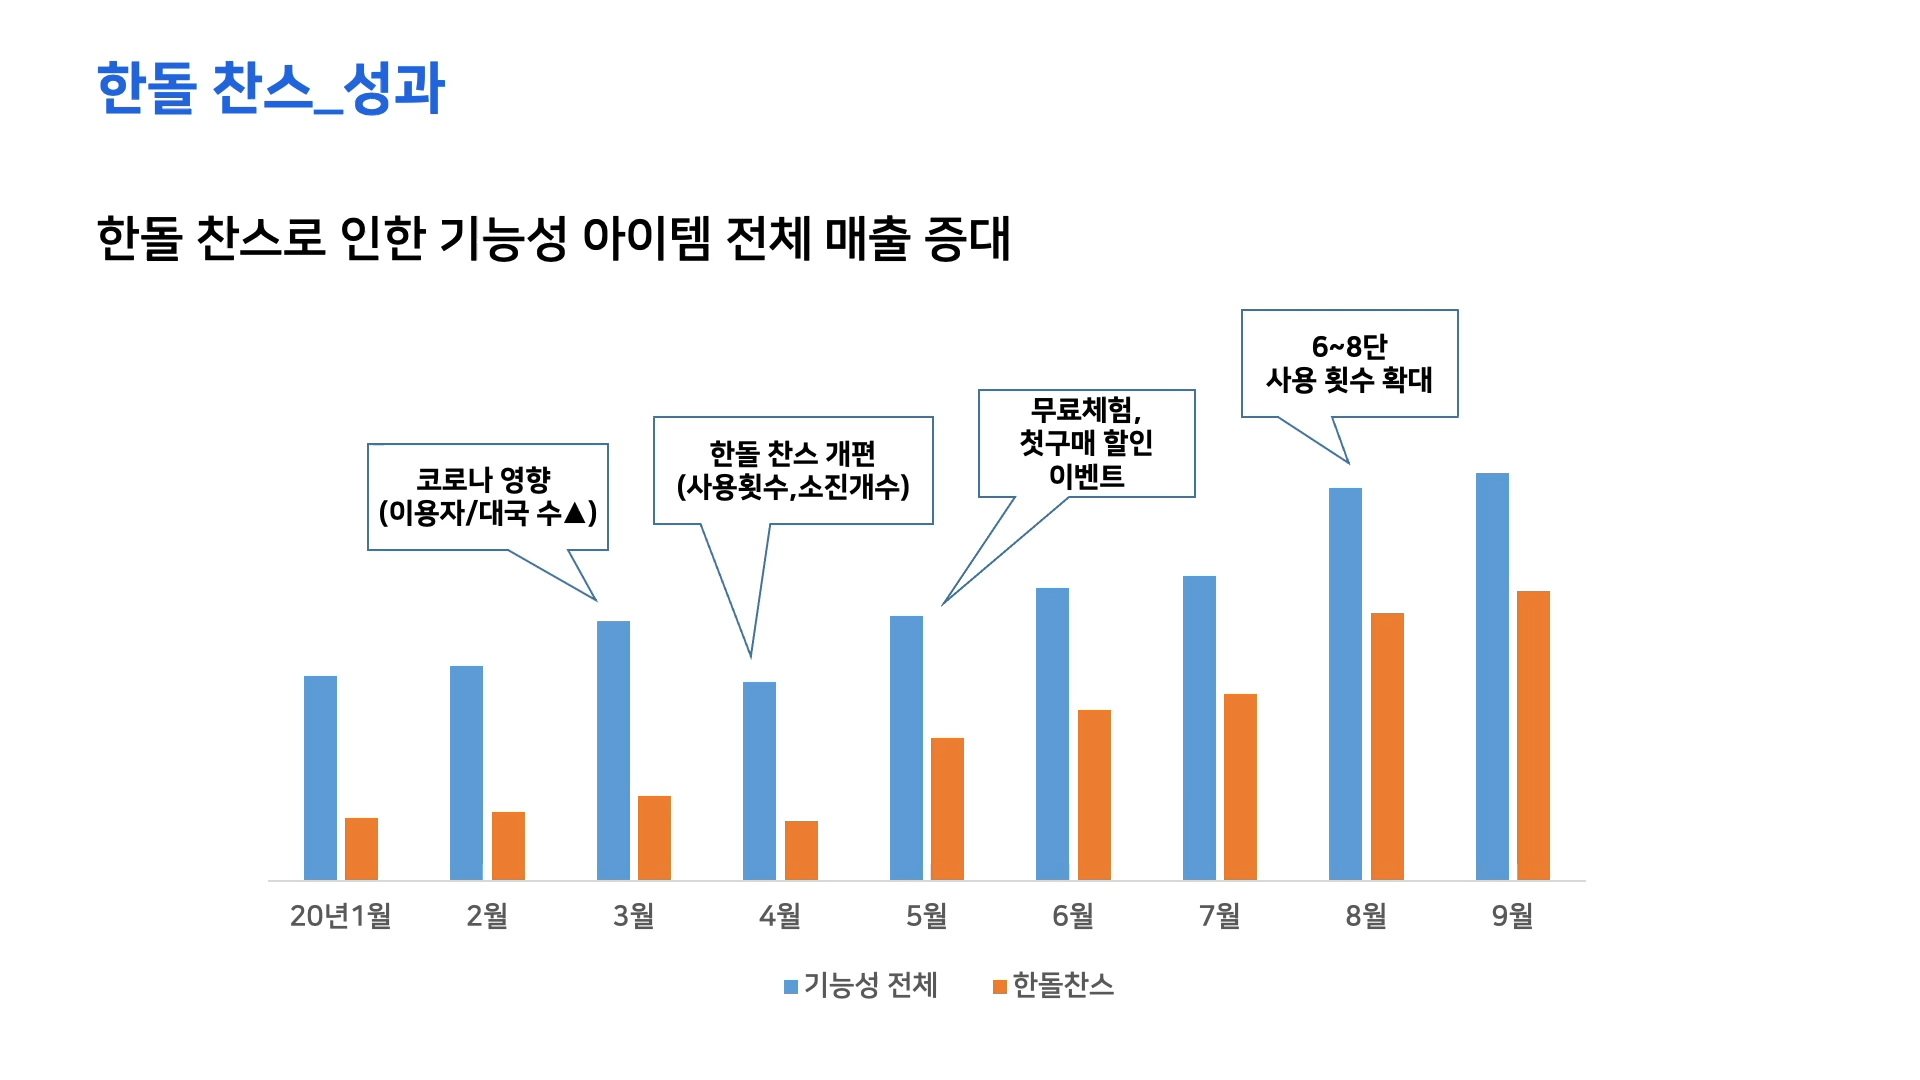 한돌 찬스_성과
한돌 찬스로 인한 기능성 아이템 전체 매출 증대
코로나 영향
(이용자/대국 수▲)
한돌 찬스 개편
(사용횟수,소진개수)
무료체험,
첫구매 할인
이벤트
6~8단
사용 횟수 확대
20년1월 2월 3월 4월 5월 6월 7월 8월 9월
기능성 전체 한돌찬스